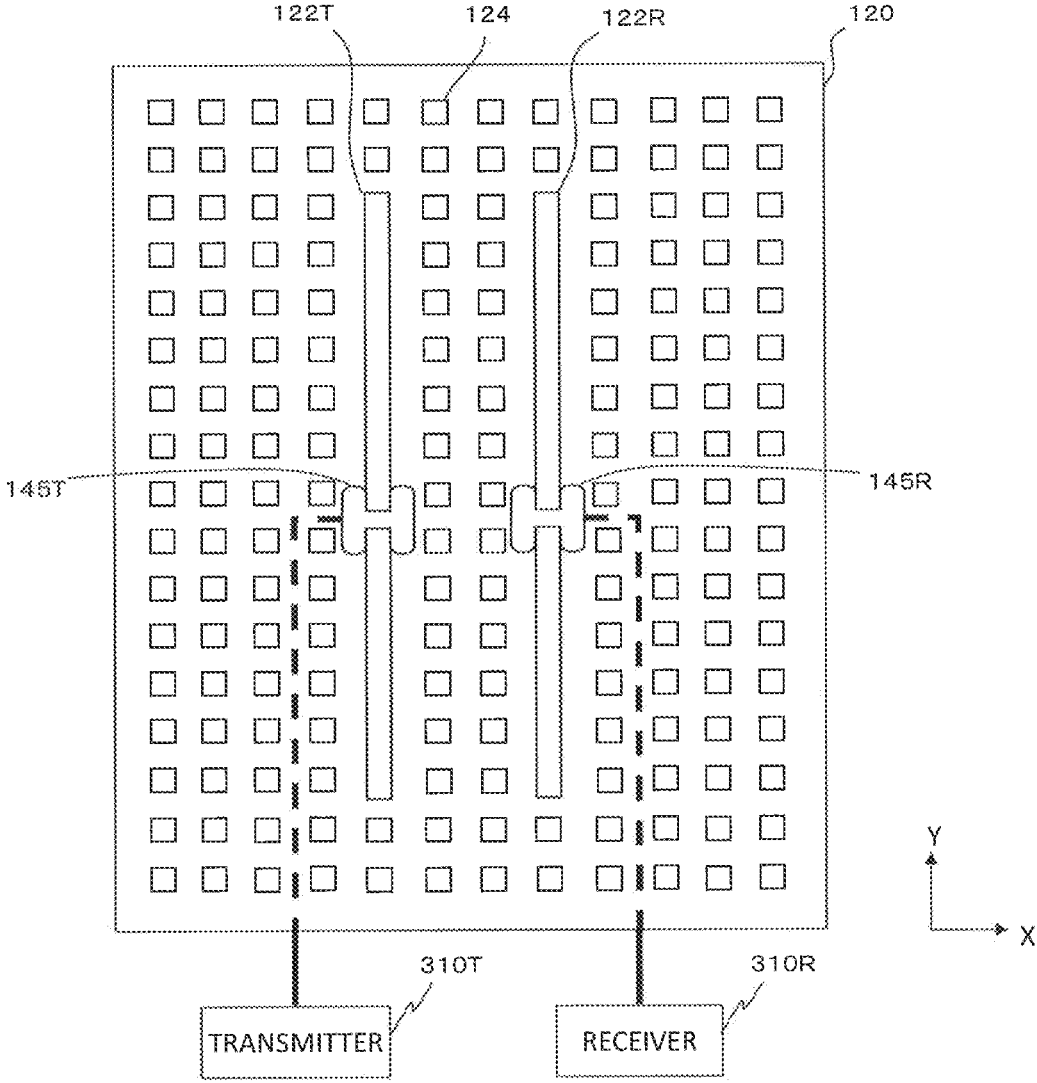 122T
124
122R
120
145T
145R
Y
X
310T
310R
TRANSMITTER
RECEIVER